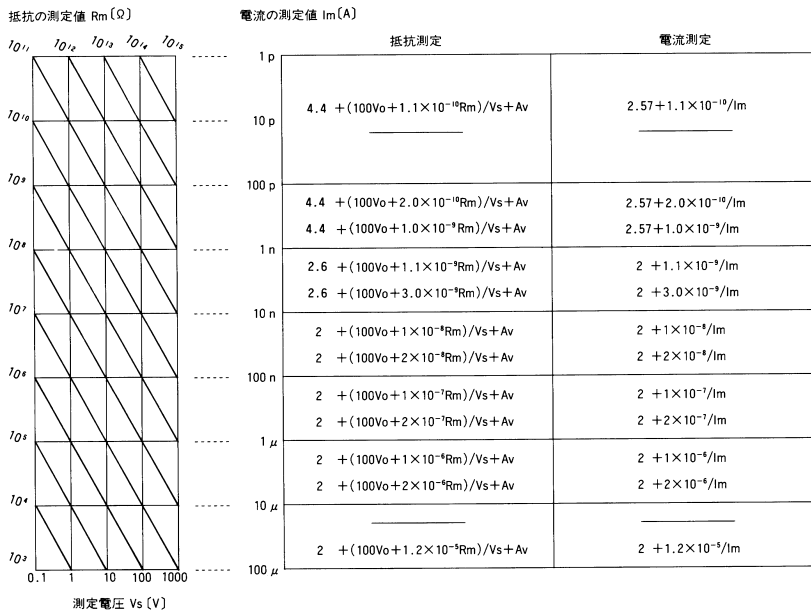 抵抗の測定値 Rm〔Ω〕
電流の測定値 Im〔A〕
10¹¹ 10¹² 10¹³ 10¹⁴ 10¹⁵
10¹⁰
10⁹
10⁸
10⁷
10⁶
10⁵
10⁴
10³
0.1 1 10 100 1000
測定電圧 Vs〔V〕
抵抗測定 電流測定
1 p
4.4 +(100Vo+1.1×10⁻¹⁰Rm)/Vs+Av 2.57+1.1×10⁻¹⁰/Im
10 p
100 p
4.4 +(100Vo+2.0×10⁻¹⁰Rm)/Vs+Av 2.57+2.0×10⁻¹⁰/Im
4.4 +(100Vo+1.0×10⁻⁹Rm)/Vs+Av 2.57+1.0×10⁻⁹/Im
1 n
2.6 +(100Vo+1.1×10⁻⁹Rm)/Vs+Av 2 +1.1×10⁻⁹/Im
2.6 +(100Vo+3.0×10⁻⁹Rm)/Vs+Av 2 +3.0×10⁻⁹/Im
10 n
2 +(100Vo+1×10⁻⁸Rm)/Vs+Av 2 +1×10⁻⁸/Im
2 +(100Vo+2×10⁻⁸Rm)/Vs+Av 2 +2×10⁻⁸/Im
100 n
2 +(100Vo+1×10⁻⁷Rm)/Vs+Av 2 +1×10⁻⁷/Im
2 +(100Vo+2×10⁻⁷Rm)/Vs+Av 2 +2×10⁻⁷/Im
1 μ
2 +(100Vo+1×10⁻⁶Rm)/Vs+Av 2 +1×10⁻⁶/Im
2 +(100Vo+2×10⁻⁶Rm)/Vs+Av 2 +2×10⁻⁶/Im
10 μ
2 +(100Vo+1.2×10⁻⁵Rm)/Vs+Av 2 +1.2×10⁻⁵/Im
100 μ